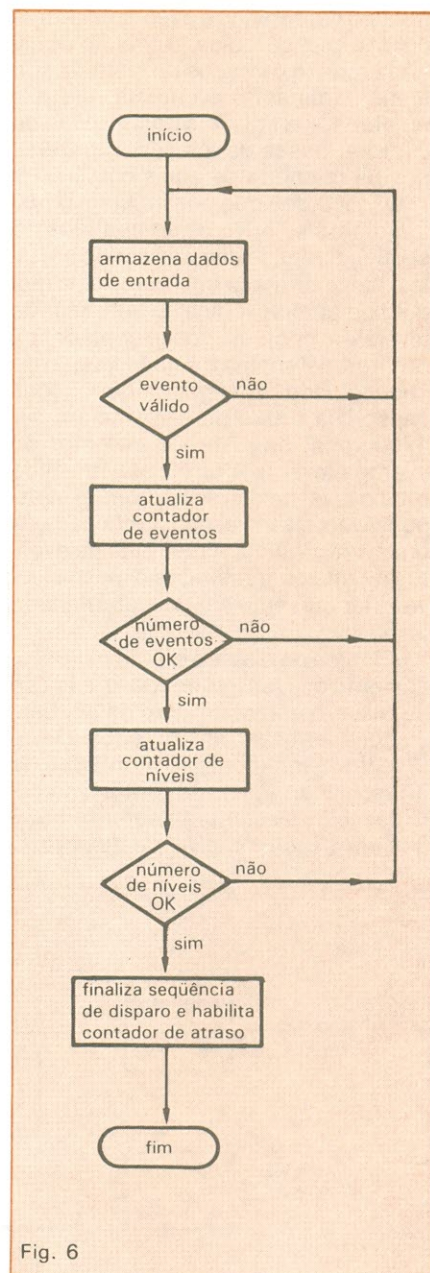 início
armazena dados
de entrada
evento
válido
não
sim
atualiza
contador
de eventos
número
de eventos
OK
não
sim
atualiza
contador de
níveis
número
de níveis
OK
não
sim
finaliza seqüência
de disparo e habilita
contador de atraso
fim
Fig. 6